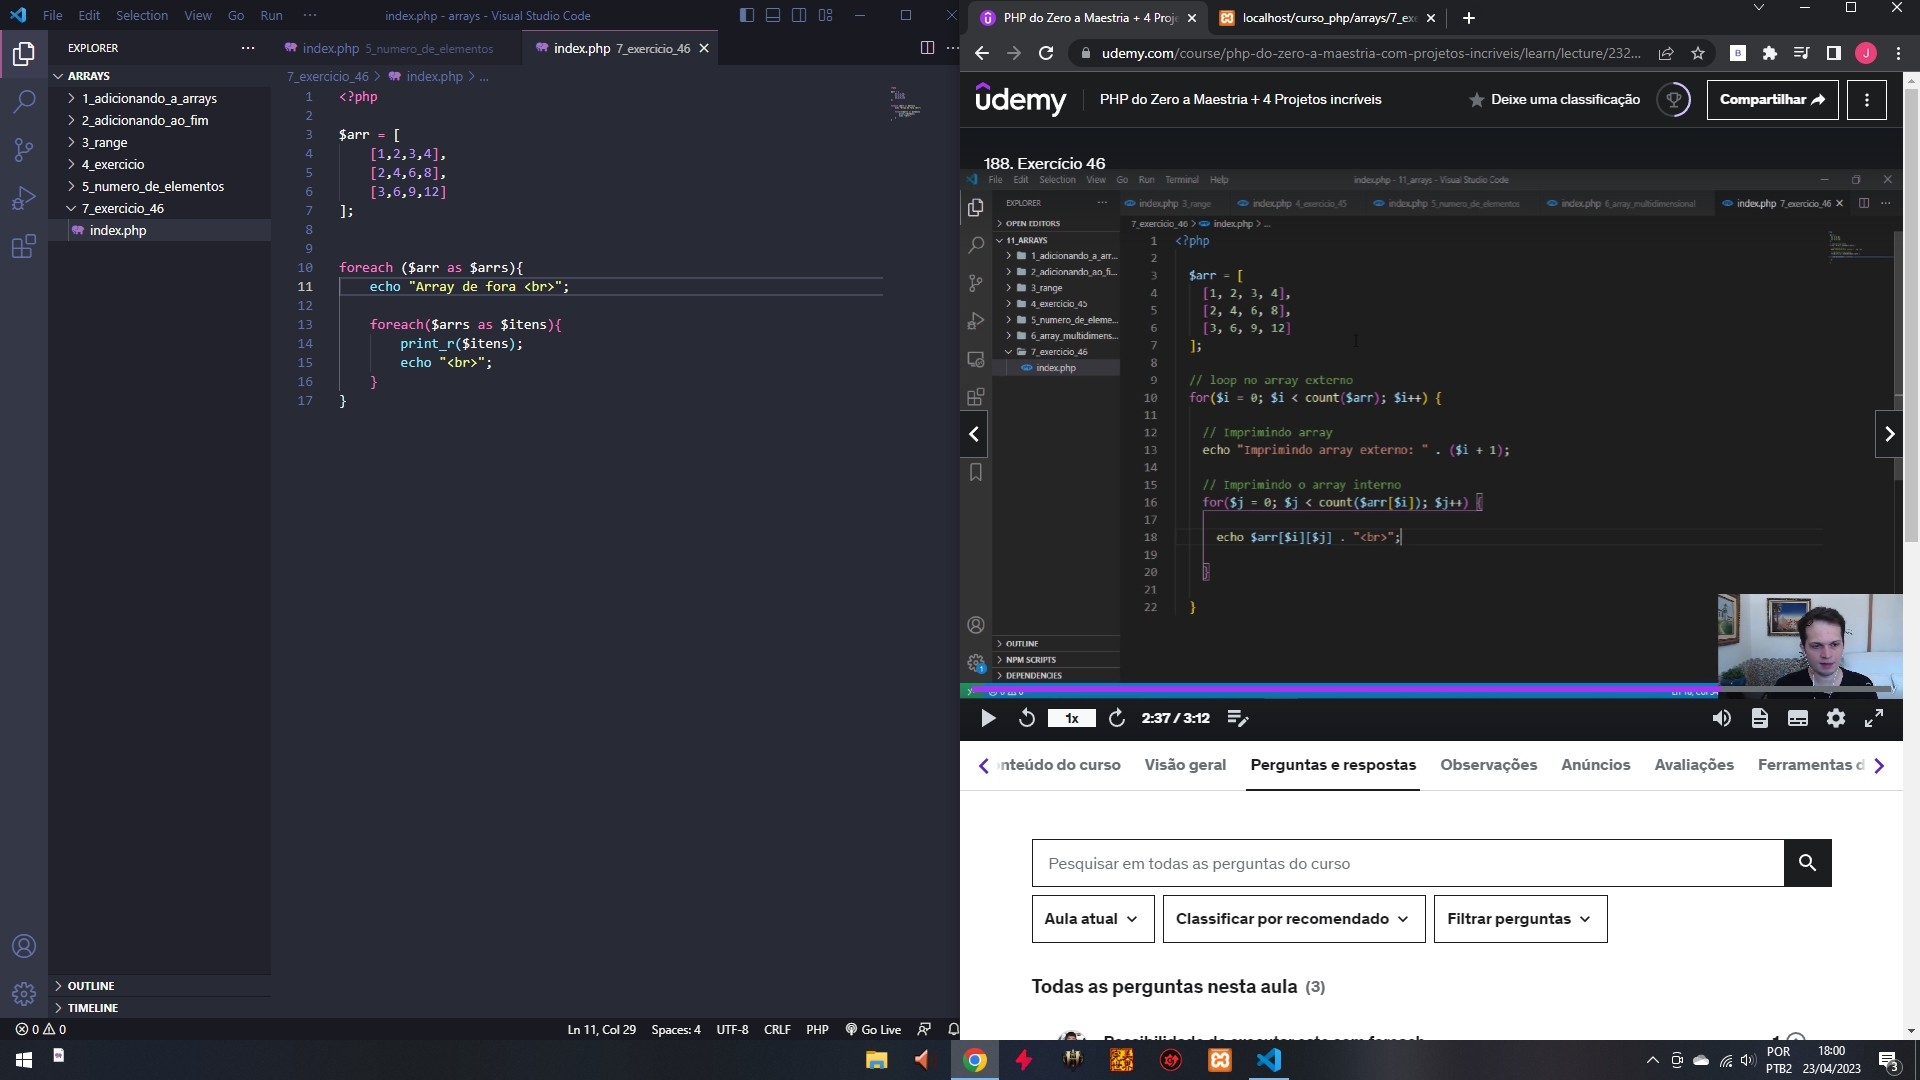 File Edit Selection View Go Run ··· index.php - arrays - Visual Studio Code
EXPLORER
index.php 5_numero_de_elementos
index.php 7_exercicio_46
ARRAYS
1_adicionando_a_arrays
2_adicionando_ao_fim
3_range
4_exercicio
5_numero_de_elementos
7_exercicio_46
index.php
7_exercicio_46 > index.php > ...
1 <?php
2
3 $arr = [
4 [1,2,3,4],
5 [2,4,6,8],
6 [3,6,9,12]
7 ];
8
9
10 foreach ($arr as $arrs){
11 echo "Array de fora <br>";
12
13 foreach($arrs as $itens){
14 print_r($itens);
15 echo "<br>";
16 }
17 }
OUTLINE
TIMELINE
0 0
Ln 11, Col 29 Spaces: 4 UTF-8 CRLF PHP Go Live
PHP do Zero a Maestria + 4 Proj
localhost/curso_php/arrays/7_exe
udemy.com/course/php-do-zero-a-maestria-com-projetos-incriveis/learn/lecture/232...
J
udemy
PHP do Zero a Maestria + 4 Projetos incríveis
Deixe uma classificação
Compartilhar
188. Exercício 46
File Edit Selection View Go Run Terminal Help index.php - 11_arrays - Visual Studio Code
EXPLORER
index.php 3_range
index.php 4_exercicio_45
index.php 5_numero_de_elementos
index.php 6_array_multidimensional
index.php 7_exercicio_46
OPEN EDITORS
11_ARRAYS
1_adicionando_a_arr...
2_adicionando_ao_fi...
3_range
4_exercicio_45
5_numero_de_eleme...
6_array_multidimens...
7_exercicio_46
index.php
7_exercicio_46 > index.php > ...
1 <?php
2
3 $arr = [
4 [1, 2, 3, 4],
5 [2, 4, 6, 8],
6 [3, 6, 9, 12]
7 ];
8
9 // loop no array externo
10 for($i = 0; $i < count($arr); $i++) {
11
12 // Imprimindo array
13 echo "Imprimindo array externo: " . ($i + 1);
14
15 // Imprimindo o array interno
16 for($j = 0; $j < count($arr[$i]); $j++) {
17
18 echo $arr[$i][$j] . "<br>";
19
20 }
21
22 }
OUTLINE
NPM SCRIPTS
DEPENDENCIES
1x 2:37 / 3:12
nteúdo do curso Visão geral Perguntas e respostas Observações Anúncios Avaliações Ferramentas d
Pesquisar em todas as perguntas do curso
Aula atual
Classificar por recomendado
Filtrar perguntas
Todas as perguntas nesta aula (3)
POR
PTB2
18:00
23/04/2023
3